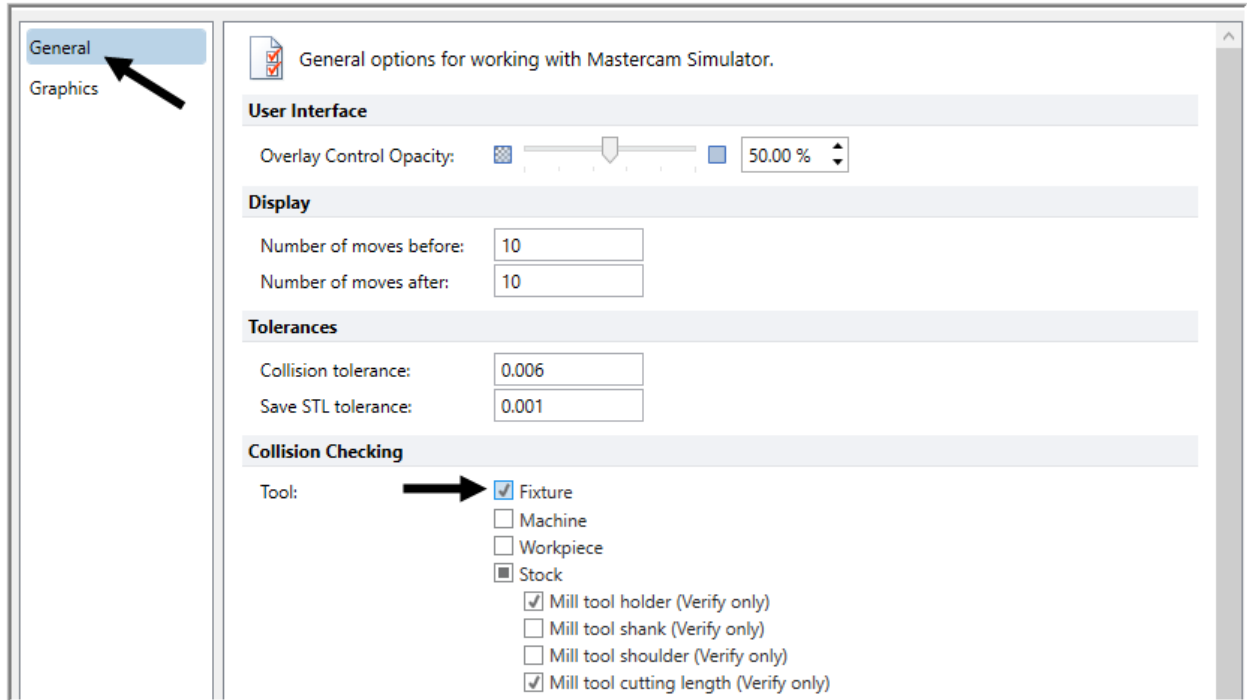 General
Graphics
General options for working with Mastercam Simulator.
User Interface
Overlay Control Opacity: 50.00 %
Display
Number of moves before: 10
Number of moves after: 10
Tolerances
Collision tolerance: 0.006
Save STL tolerance: 0.001
Collision Checking
Tool: Fixture
Machine
Workpiece
Stock
Mill tool holder (Verify only)
Mill tool shank (Verify only)
Mill tool shoulder (Verify only)
Mill tool cutting length (Verify only)